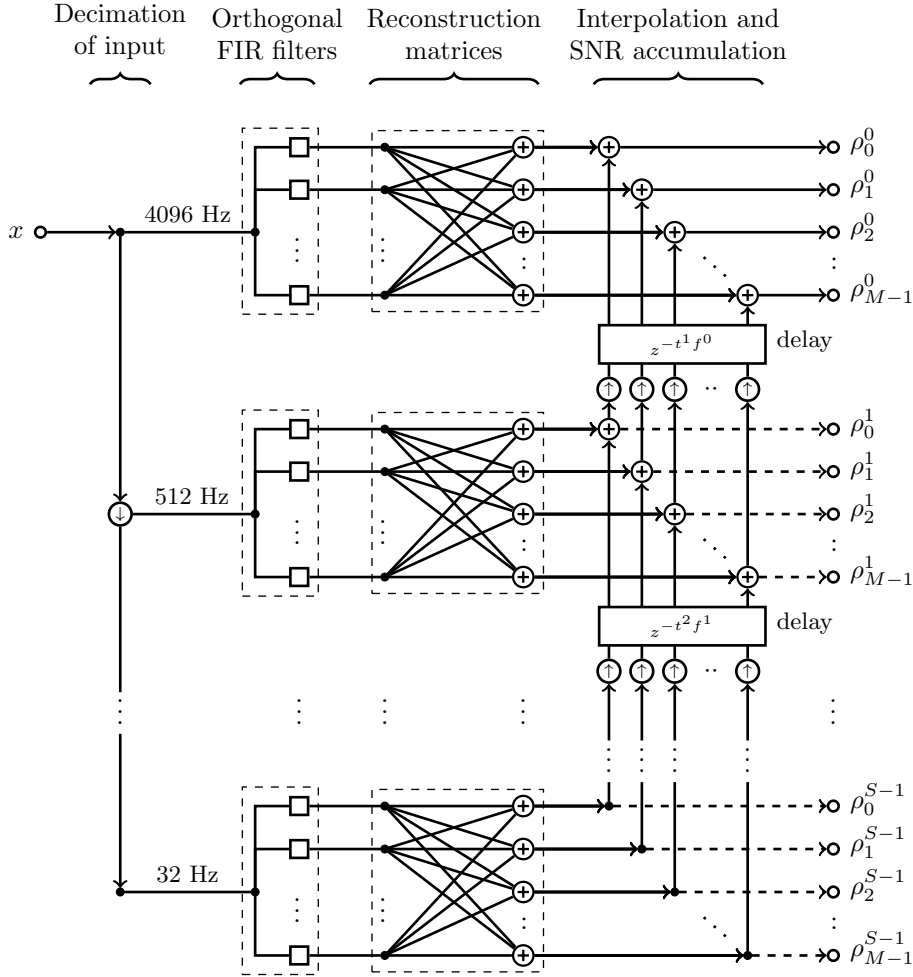 Decimation of input
Orthogonal FIR filters
Reconstruction matrices
Interpolation and SNR accumulation
x
4096 Hz
⋮
⋮
⋮
⋱
ρ_0^0
ρ_1^0
ρ_2^0
⋮
ρ_{M−1}^0
z^{−t^1 f^0}
delay
↑ ↑ ↑ ·· ↑
↓
512 Hz
⋮
⋮
⋮
⋱
ρ_0^1
ρ_1^1
ρ_2^1
⋮
ρ_{M−1}^1
z^{−t^2 f^1}
delay
↑ ↑ ↑ ·· ↑
⋮
⋮
⋮
⋮
⋮
32 Hz
⋮
⋮
⋮
⋱
ρ_0^{S−1}
ρ_1^{S−1}
ρ_2^{S−1}
⋮
ρ_{M−1}^{S−1}